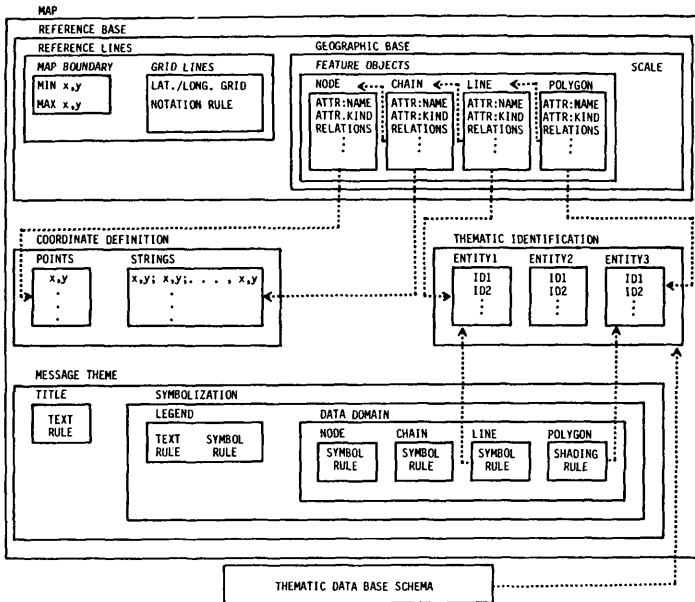 MAP
REFERENCE BASE
REFERENCE LINES
MAP BOUNDARY
MIN x,y
MAX x,y
GRID LINES
LAT./LONG. GRID
NOTATION RULE
GEOGRAPHIC BASE
FEATURE OBJECTS
SCALE
NODE
ATTR:NAME
ATTR.KIND
RELATIONS
CHAIN
ATTR:NAME
ATTR:KIND
RELATIONS
LINE
ATTR:NAME
ATTR:KIND
RELATIONS
POLYGON
ATTR:NAME
ATTR:KIND
RELATIONS
COORDINATE DEFINITION
POINTS
x,y
STRINGS
x,y; x,y; . . . . , x,y
THEMATIC IDENTIFICATION
ENTITY1
ID1
ID2
ENTITY2
ID1
ID2
ENTITY3
ID1
ID2
MESSAGE THEME
TITLE
TEXT
RULE
SYMBOLIZATION
LEGEND
TEXT SYMBOL
RULE RULE
DATA DOMAIN
NODE
SYMBOL
RULE
CHAIN
SYMBOL
RULE
LINE
SYMBOL
RULE
POLYGON
SHADING
RULE
THEMATIC DATA BASE SCHEMA